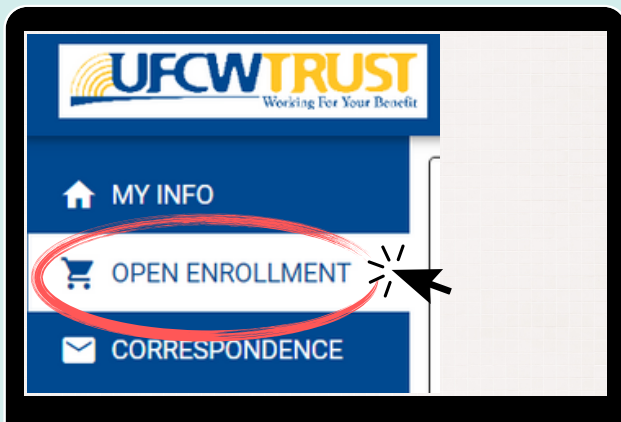 UFCWTRUST
Working For Your Benefit
MY INFO
OPEN ENROLLMENT
CORRESPONDENCE